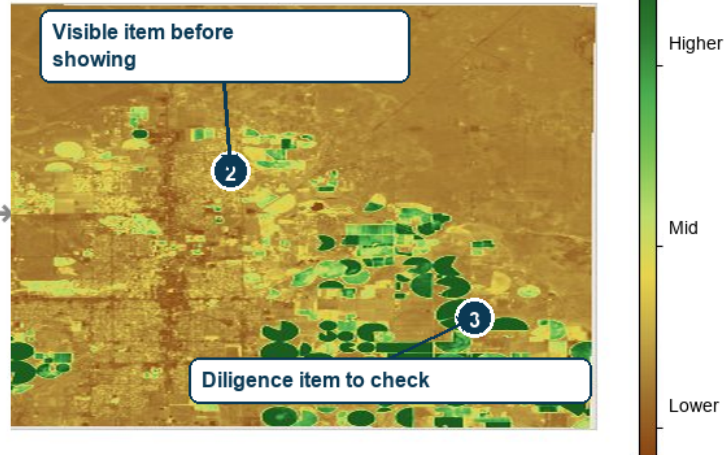 Visible item before
showing
Higher
2
Mid
3
Diligence item to check
Lower